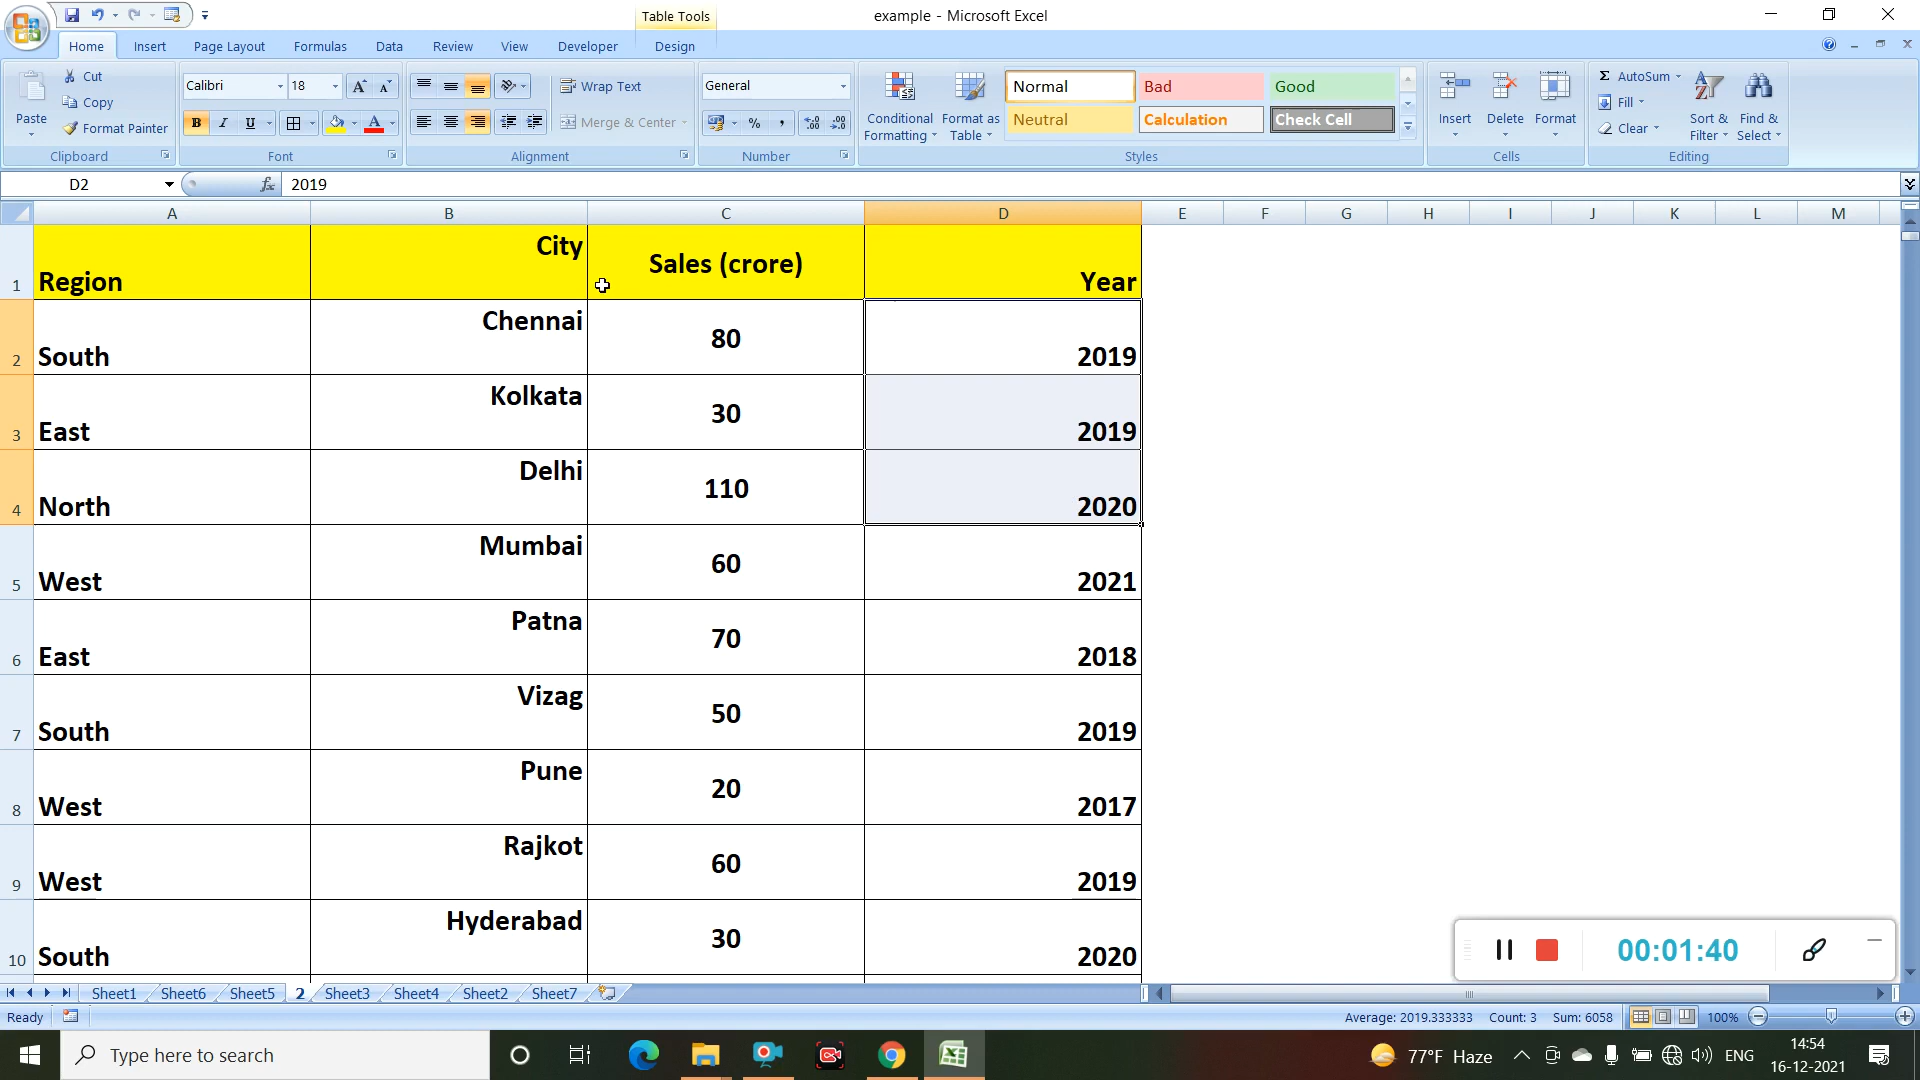 Table Tools
example - Microsoft Excel
Home Insert Page Layout Formulas Data Review View Developer Design
Paste
Cut
Copy
Format Painter
Clipboard
Calibri 18
B I U A
Font
Wrap Text
Merge & Center
Alignment
General
%
Number
Conditional Formatting
Format as Table
Normal Bad Good
Neutral Calculation Check Cell
Styles
Insert Delete Format
Cells
Σ AutoSum
Fill
Clear
Sort & Filter
Find & Select
Editing
D2 fx 2019
A B C D E F G H I J K L M
1 Region City Sales (crore) Year
2 South Chennai 80 2019
3 East Kolkata 30 2019
4 North Delhi 110 2020
5 West Mumbai 60 2021
6 East Patna 70 2018
7 South Vizag 50 2019
8 West Pune 20 2017
9 West Rajkot 60 2019
10 South Hyderabad 30 2020
00:01:40
Sheet1 Sheet6 Sheet5 2 Sheet3 Sheet4 Sheet2 Sheet7
Ready Average: 2019.333333 Count: 3 Sum: 6058 100%
Type here to search 77°F Haze ENG 14:54
16-12-2021